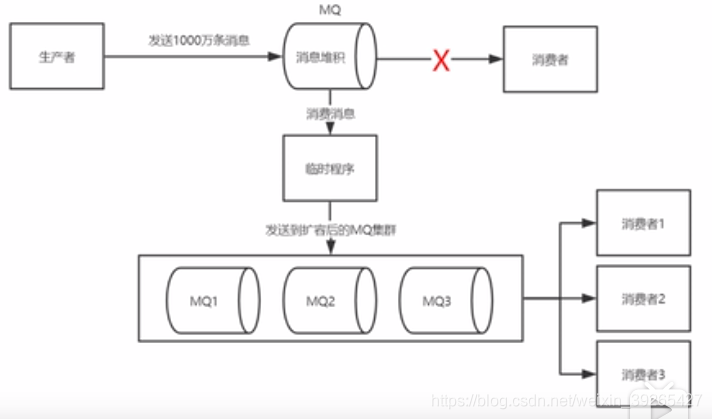 MQ
生产者
发送1000万条消息
消息堆积
X
消费者
消费消息
临时程序
发送到扩容后的MQ集群
MQ1
MQ2
MQ3
消费者1
消费者2
消费者3
https://blog.csdn.net/weixin_39265427